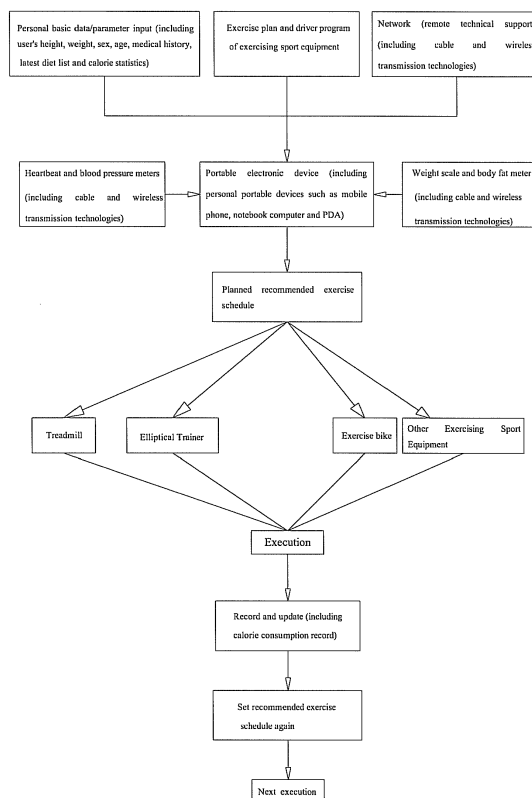 Personal basic data/parameter input (including
user's height, weight, sex, age, medical history,
latest diet list and calorie statistics)
Exercise plan and driver program
of exercising sport equipment
Network (remote technical support
(including cable and wireles
transmission technologies)
Heartbeat and blood pressure meters
(including cable and wireless
transmission technologies)
Portable electronic device (including
personal portable devices such as mobile
phone, notebook computer and PDA)
Weight scale and body fat meter
(including cable and wireless
transmission technologies)
Planned recommended exercise
schedule
Treadmill
Elliptical Trainer
Exercise bike
Other Exercising Sport
Equipment
Execution
Record and update (including
calorie consumption record)
Set recommended exercise
schedule again
Next execution